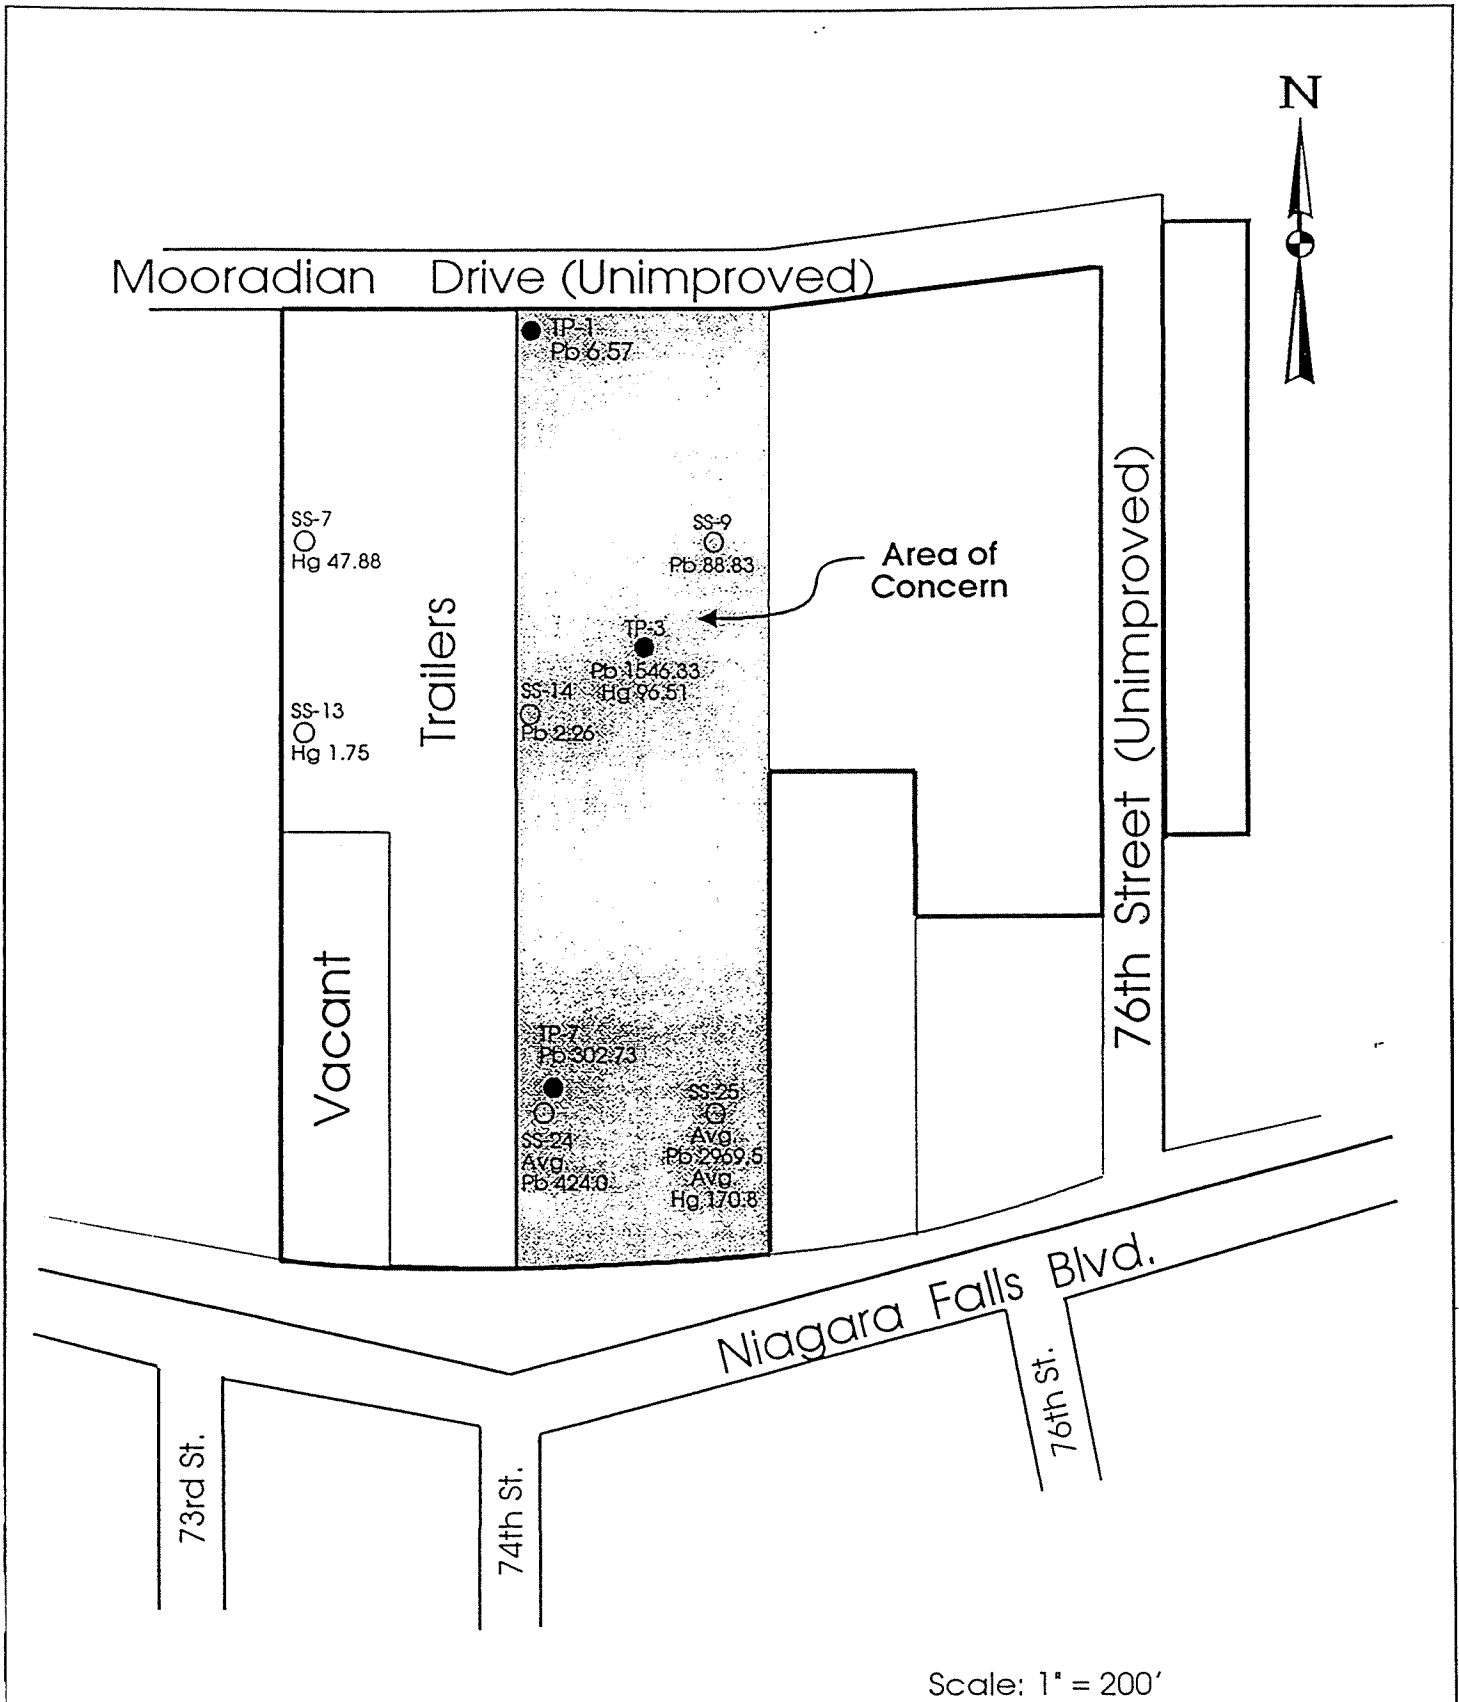 N
Mooradian Drive (Unimproved)
TP-1
Pb 6.57
SS-7
Hg 47.88
SS-9
Pb 88.83
Area of
Concern
TP-3
Pb 1546.33
Hg 96.51
SS-14
Pb 2.26
SS-13
Hg 1.75
Trailers
76th Street (Unimproved)
Vacant
TP-7
Pb 302.73
SS-24
Avg.
Pb 424.0
SS-25
Avg.
Pb 2969.5
Avg
Hg 170.8
Niagara Falls Blvd.
73rd St.
74th St.
76th St.
Scale: 1" = 200'